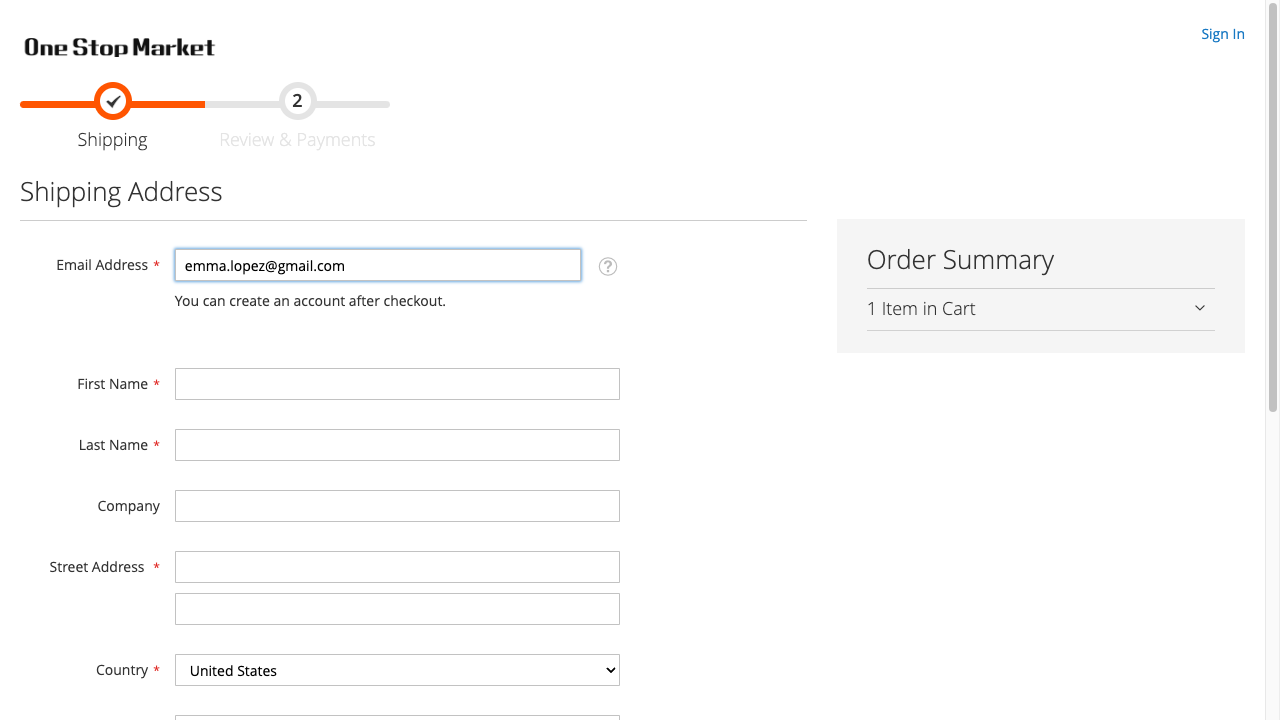 One Stop Market
Sign In
2
Shipping
Review & Payments
Shipping Address
Email Address *
emma.lopez@gmail.com
?
You can create an account after checkout.
Order Summary
1 Item in Cart
First Name *
Last Name *
Company
Street Address *
Country *
United States